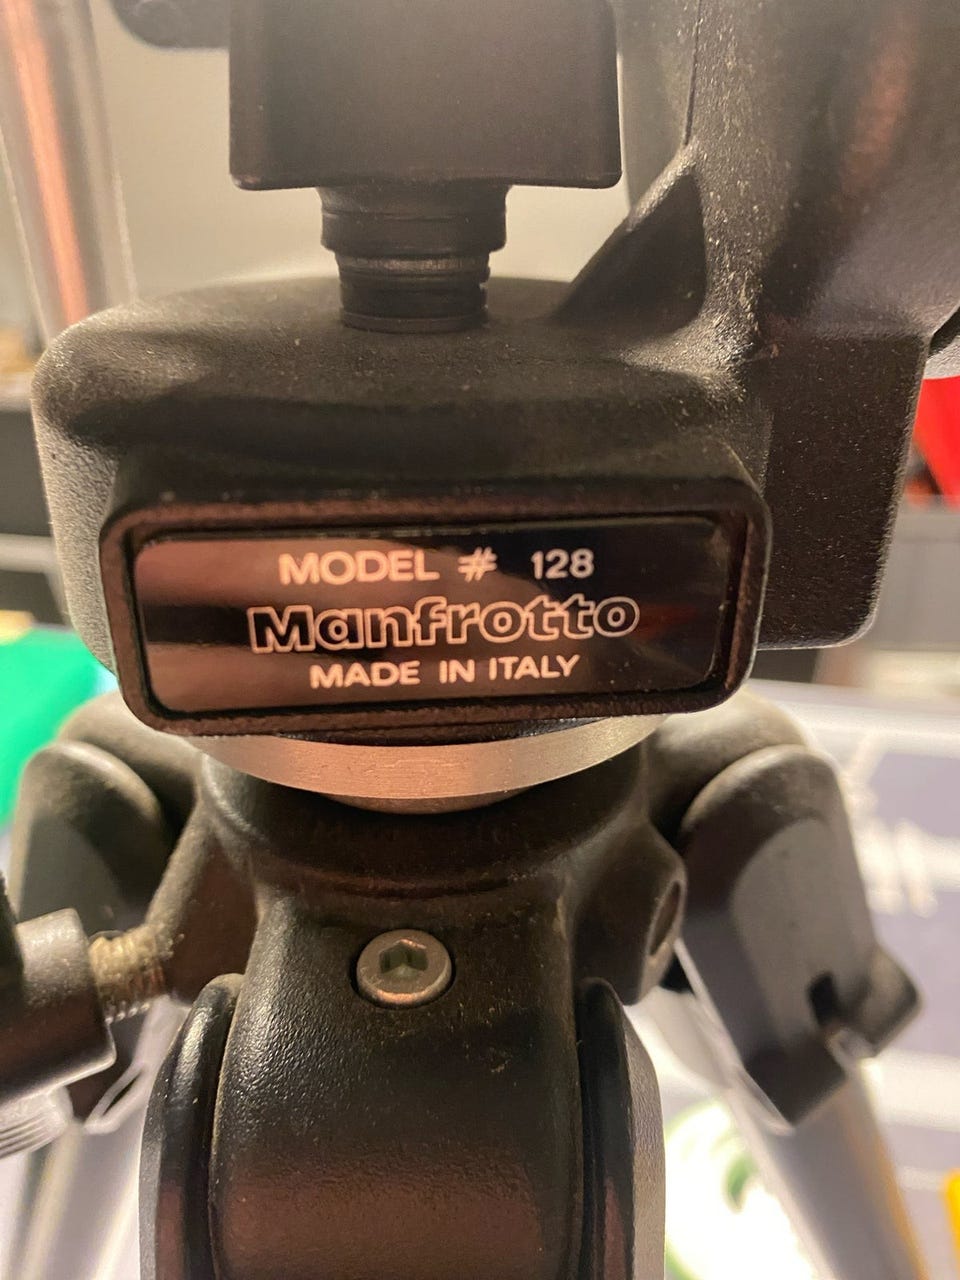 MODEL # 128
Manfrotto
MADE IN ITALY